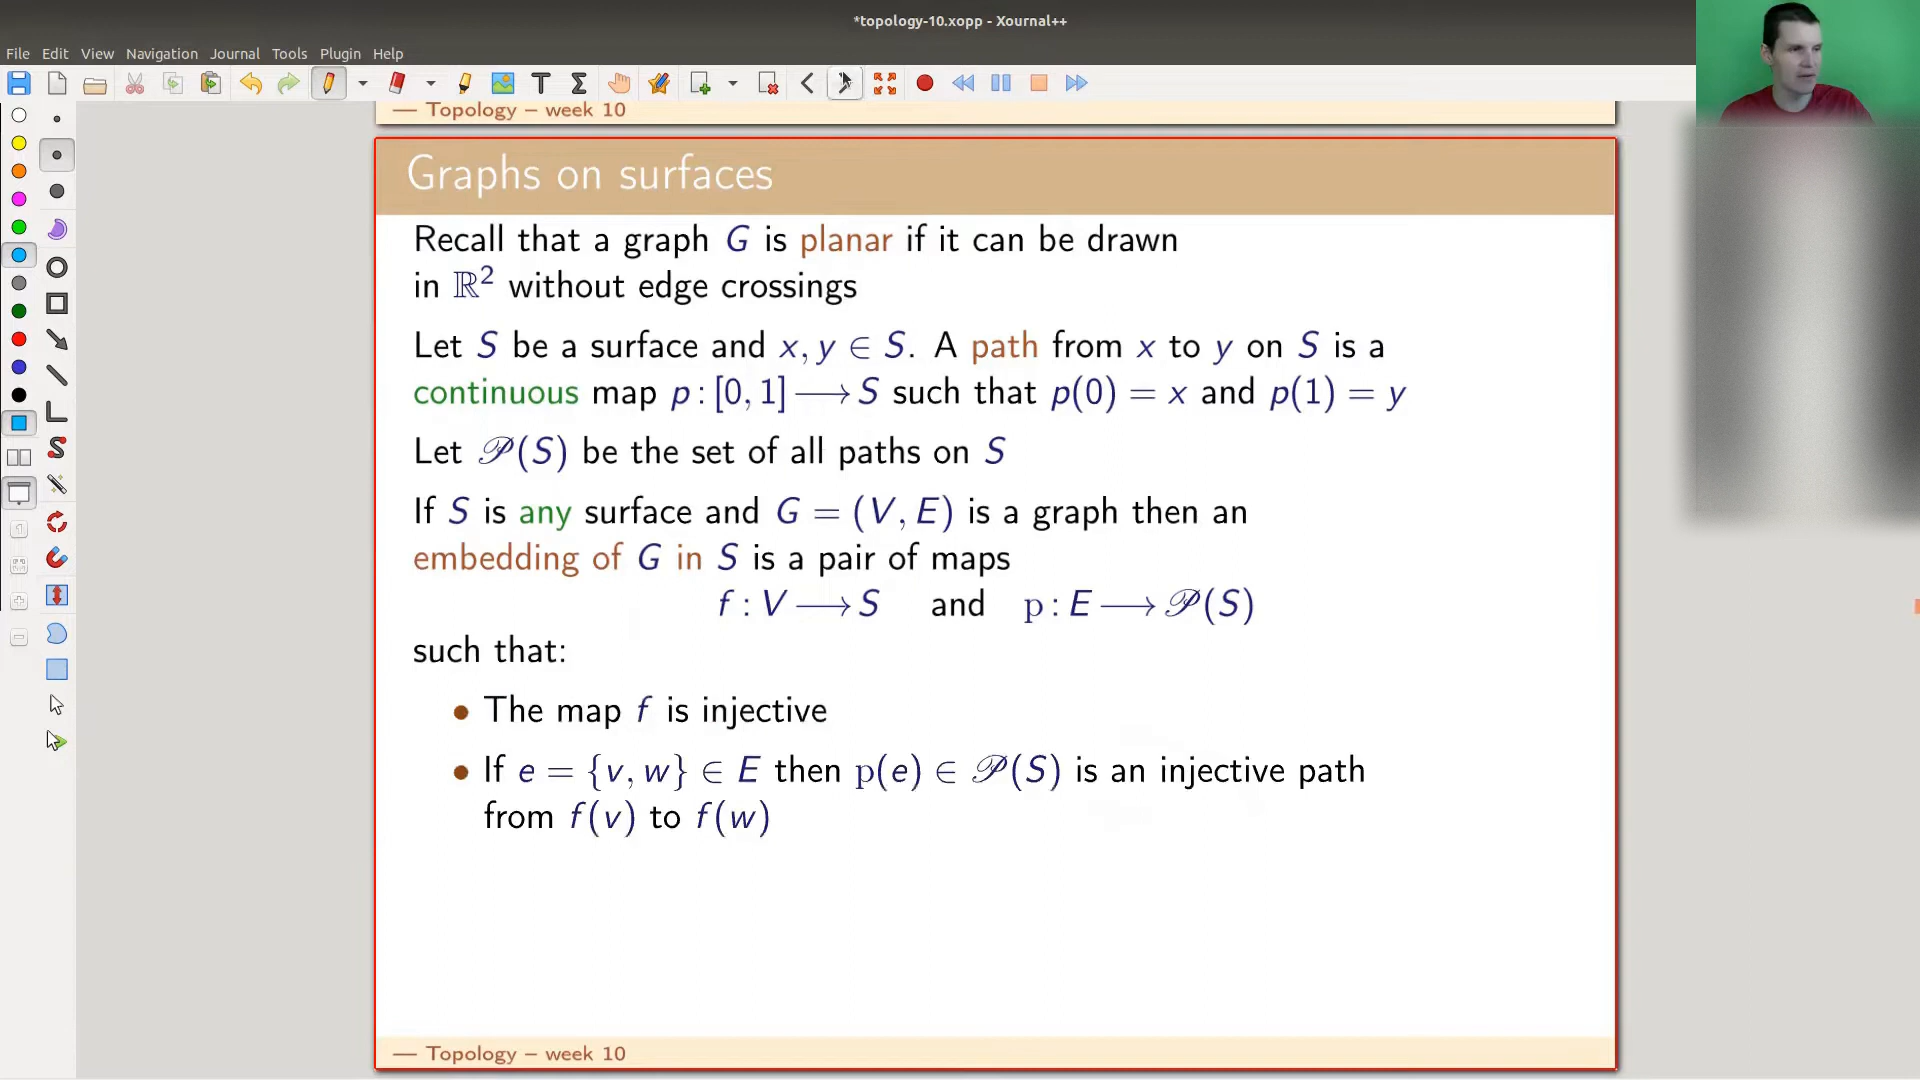 *topology-10.xopp - Xournal++
File Edit View Navigation Journal Tools Plugin Help
— Topology – week 10
Graphs on surfaces
Recall that a graph G is planar if it can be drawn
in ℝ² without edge crossings
Let S be a surface and x, y ∈ S. A path from x to y on S is a
continuous map p : [0, 1] ⟶ S such that p(0) = x and p(1) = y
Let 𝒫(S) be the set of all paths on S
If S is any surface and G = (V, E) is a graph then an
embedding of G in S is a pair of maps
f : V ⟶ S and p : E ⟶ 𝒫(S)
such that:
• The map f is injective
• If e = {v, w} ∈ E then p(e) ∈ 𝒫(S) is an injective path
from f(v) to f(w)
— Topology – week 10